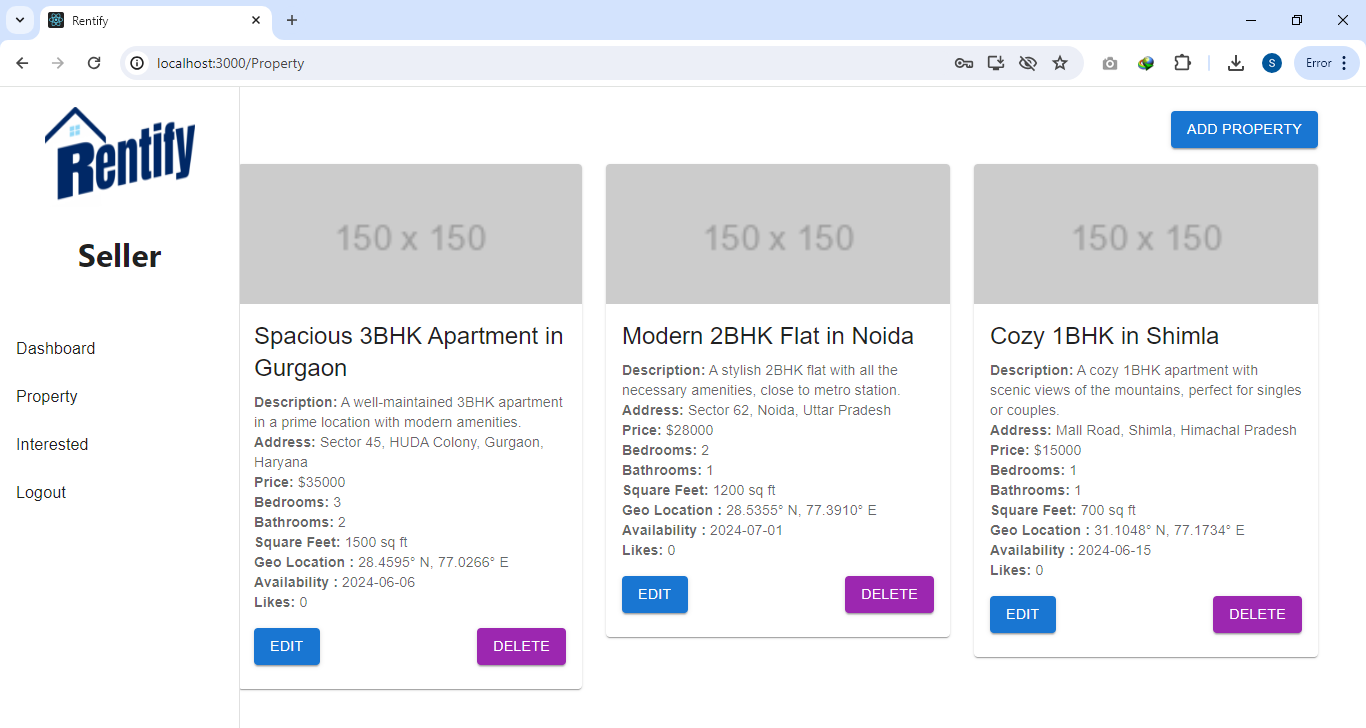 Rentify
localhost:3000/Property
S
Error
Rentify
Seller
Dashboard
Property
Interested
Logout
ADD PROPERTY
150 x 150
Spacious 3BHK Apartment in
Gurgaon
Description: A well-maintained 3BHK apartment
in a prime location with modern amenities.
Address: Sector 45, HUDA Colony, Gurgaon,
Haryana
Price: $35000
Bedrooms: 3
Bathrooms: 2
Square Feet: 1500 sq ft
Geo Location : 28.4595° N, 77.0266° E
Availability : 2024-06-06
Likes: 0
EDIT
DELETE
150 x 150
Modern 2BHK Flat in Noida
Description: A stylish 2BHK flat with all the
necessary amenities, close to metro station.
Address: Sector 62, Noida, Uttar Pradesh
Price: $28000
Bedrooms: 2
Bathrooms: 1
Square Feet: 1200 sq ft
Geo Location : 28.5355° N, 77.3910° E
Availability : 2024-07-01
Likes: 0
EDIT
DELETE
150 x 150
Cozy 1BHK in Shimla
Description: A cozy 1BHK apartment with
scenic views of the mountains, perfect for singles
or couples.
Address: Mall Road, Shimla, Himachal Pradesh
Price: $15000
Bedrooms: 1
Bathrooms: 1
Square Feet: 700 sq ft
Geo Location : 31.1048° N, 77.1734° E
Availability : 2024-06-15
Likes: 0
EDIT
DELETE